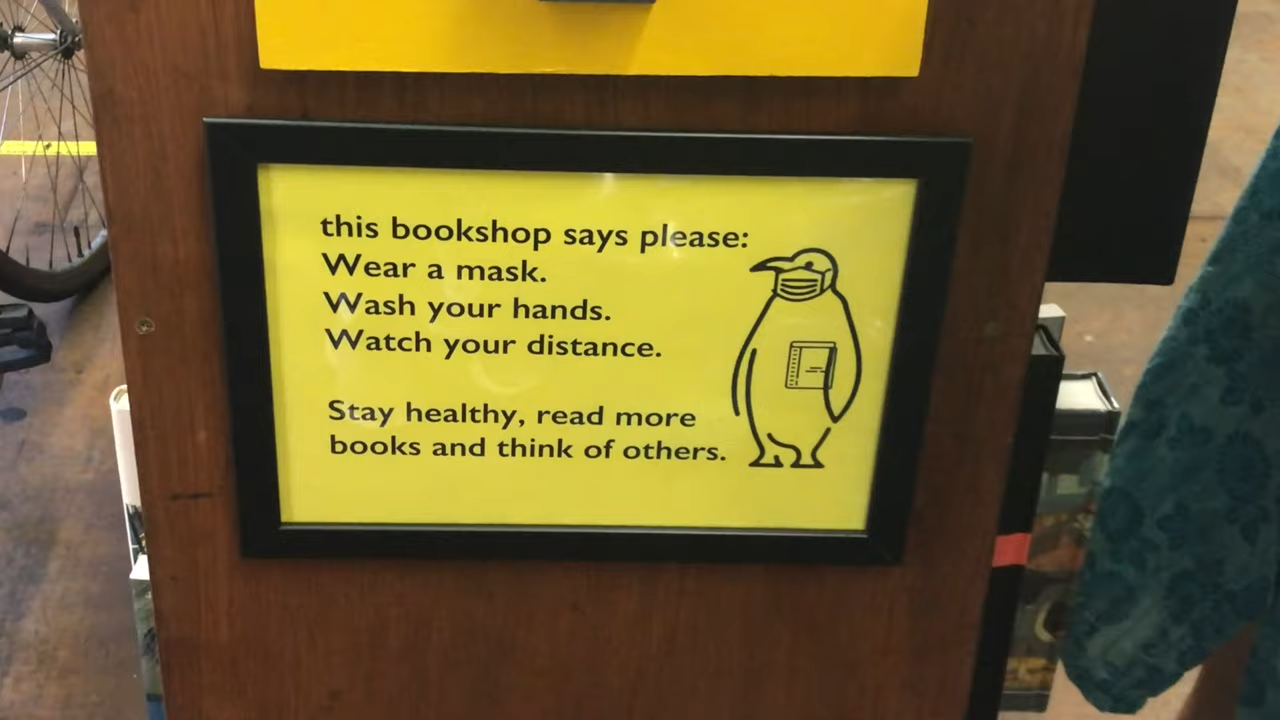 this bookshop says please:
Wear a mask.
Wash your hands.
Watch your distance.
Stay healthy, read more
books and think of others.